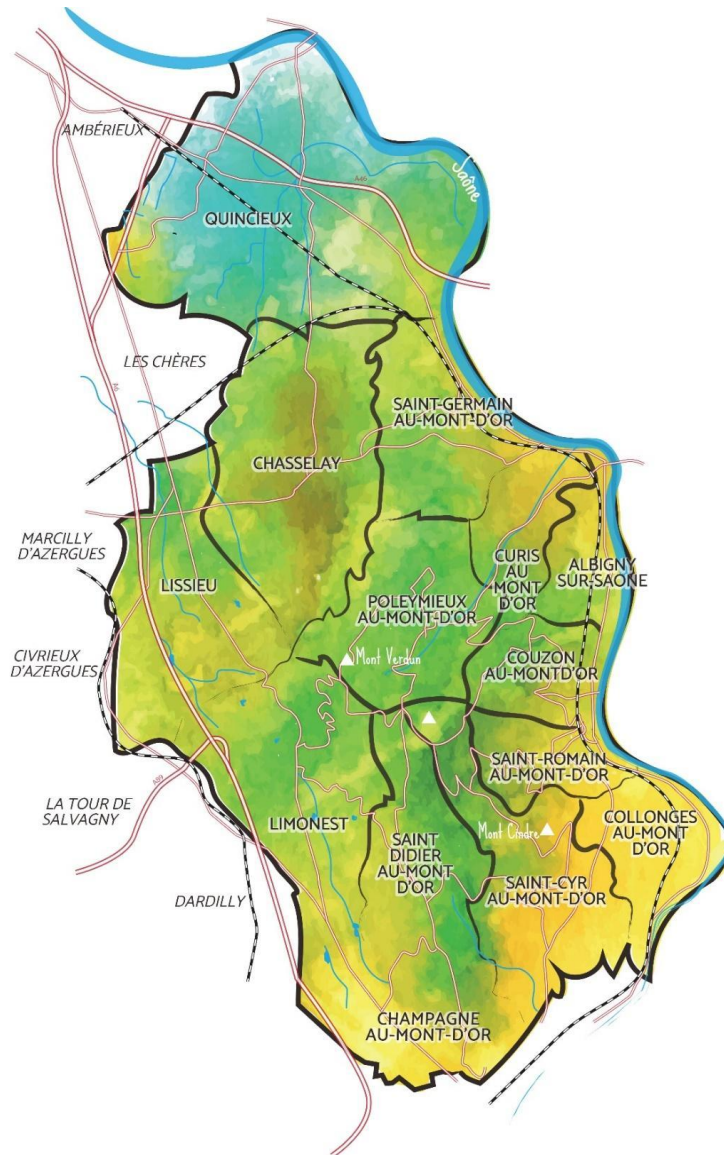 AMBÉRIEUX
Saône
A46
QUINCIEUX
LES CHÈRES
A6
SAINT-GERMAIN
AU-MONT-D'OR
CHASSELAY
MARCILLY
D'AZERGUES
CURIS
AU
MONT
D'OR
ALBIGNY
SUR-SAONE
LISSIEU
POLEYMIEUX
AU-MONT-D'OR
CIVRIEUX
D'AZERGUES
Mont Verdun
COUZON
AU-MONTD'OR
SAINT-ROMAIN
AU-MONT-D'OR
A89
LA TOUR DE
SALVAGNY
LIMONEST
COLLONGES
AU-MONT
D'OR
Mont Cindre
SAINT
DIDIER
AU-MONT
D'OR
SAINT-CYR
AU-MONT-D'OR
DARDILLY
CHAMPAGNE
AU-MONT-D'OR